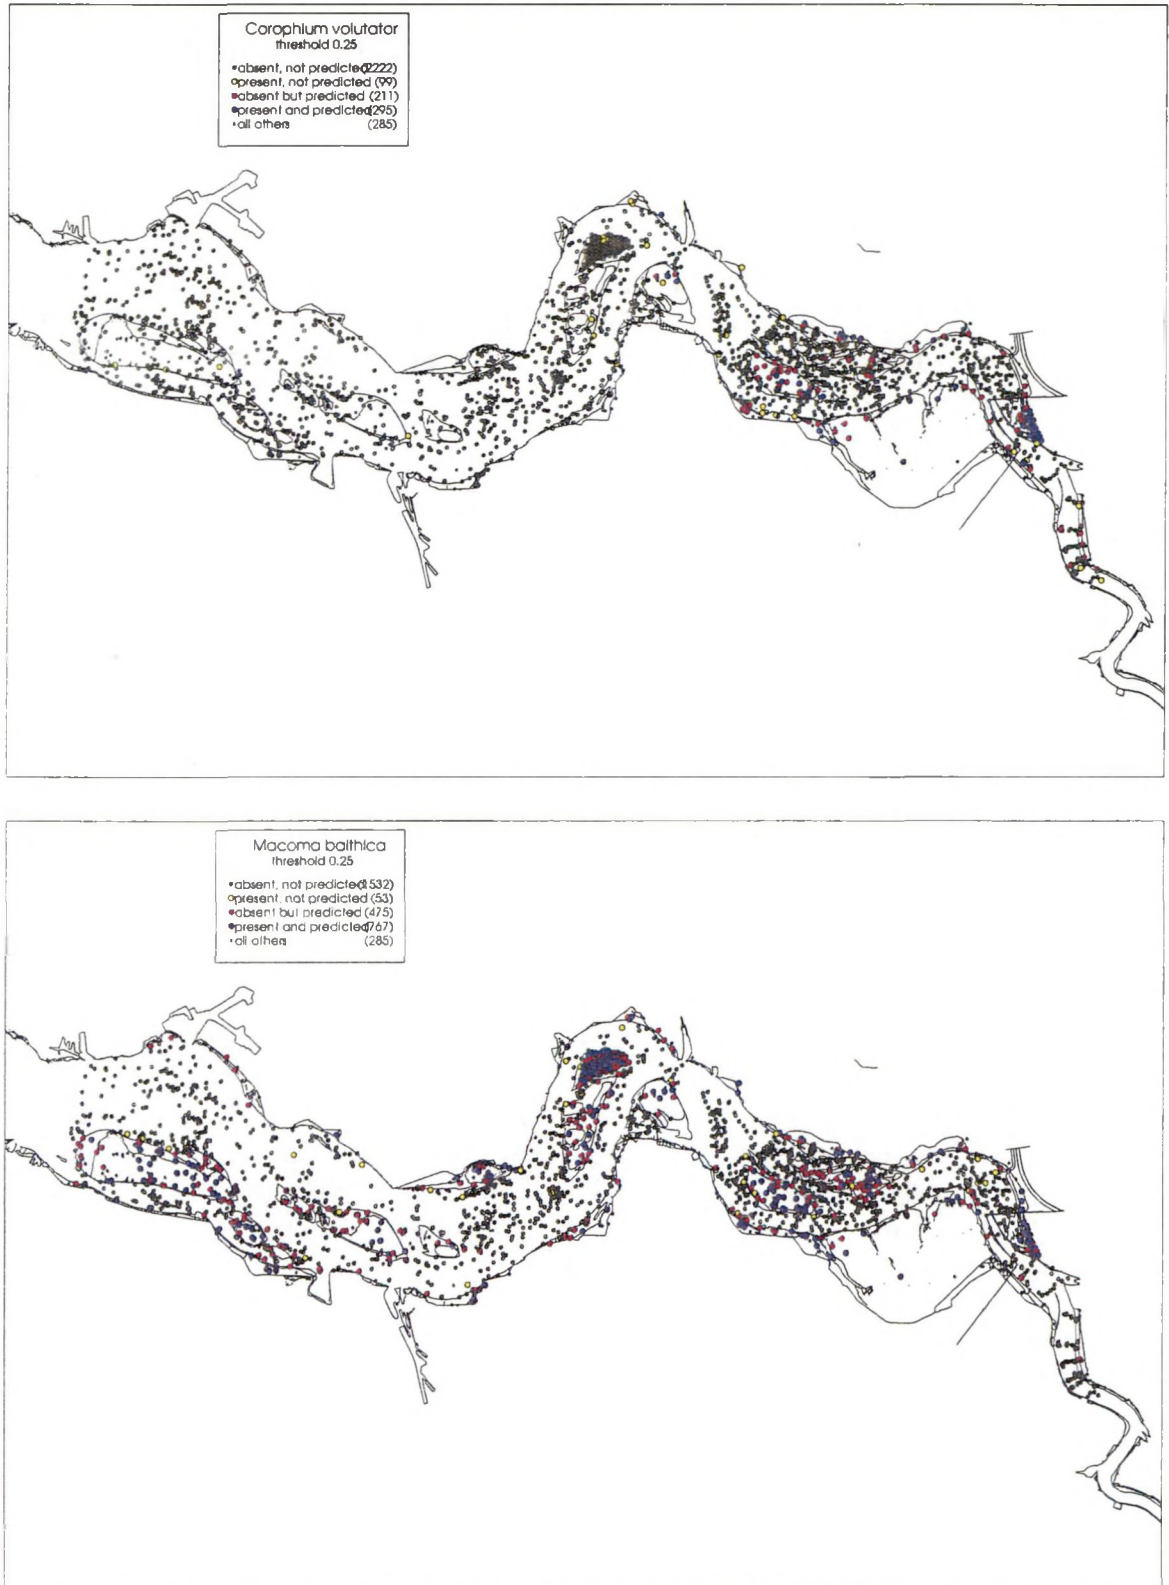 Corophium volutator
threshold 0.25
absent, not predicted (2222)
present, not predicted (99)
absent but predicted (211)
present and predicted (295)
all others (285)
Macoma balthica
threshold 0.25
absent, not predicted (1532)
present, not predicted (53)
absent but predicted (475)
present and predicted (767)
all others (285)